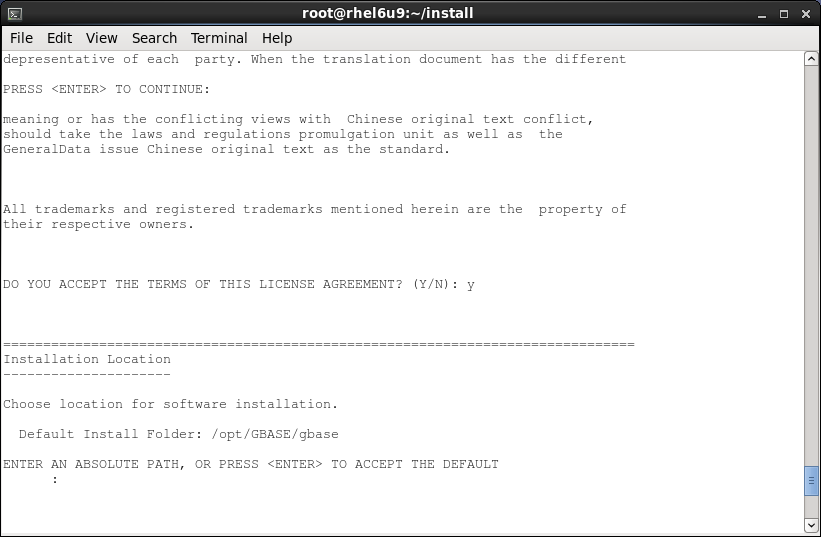 root@rhel6u9:~/install
File Edit View Search Terminal Help
depresentative of each  party. When the translation document has the different
PRESS <ENTER> TO CONTINUE:
meaning or has the conflicting views with  Chinese original text conflict,
should take the laws and regulations promulgation unit as well as  the
GeneralData issue Chinese original text as the standard.
All trademarks and registered trademarks mentioned herein are the  property of
their respective owners.
DO YOU ACCEPT THE TERMS OF THIS LICENSE AGREEMENT? (Y/N): y
===============================================================================
Installation Location
---------------------
Choose location for software installation.
  Default Install Folder: /opt/GBASE/gbase
ENTER AN ABSOLUTE PATH, OR PRESS <ENTER> TO ACCEPT THE DEFAULT
      :